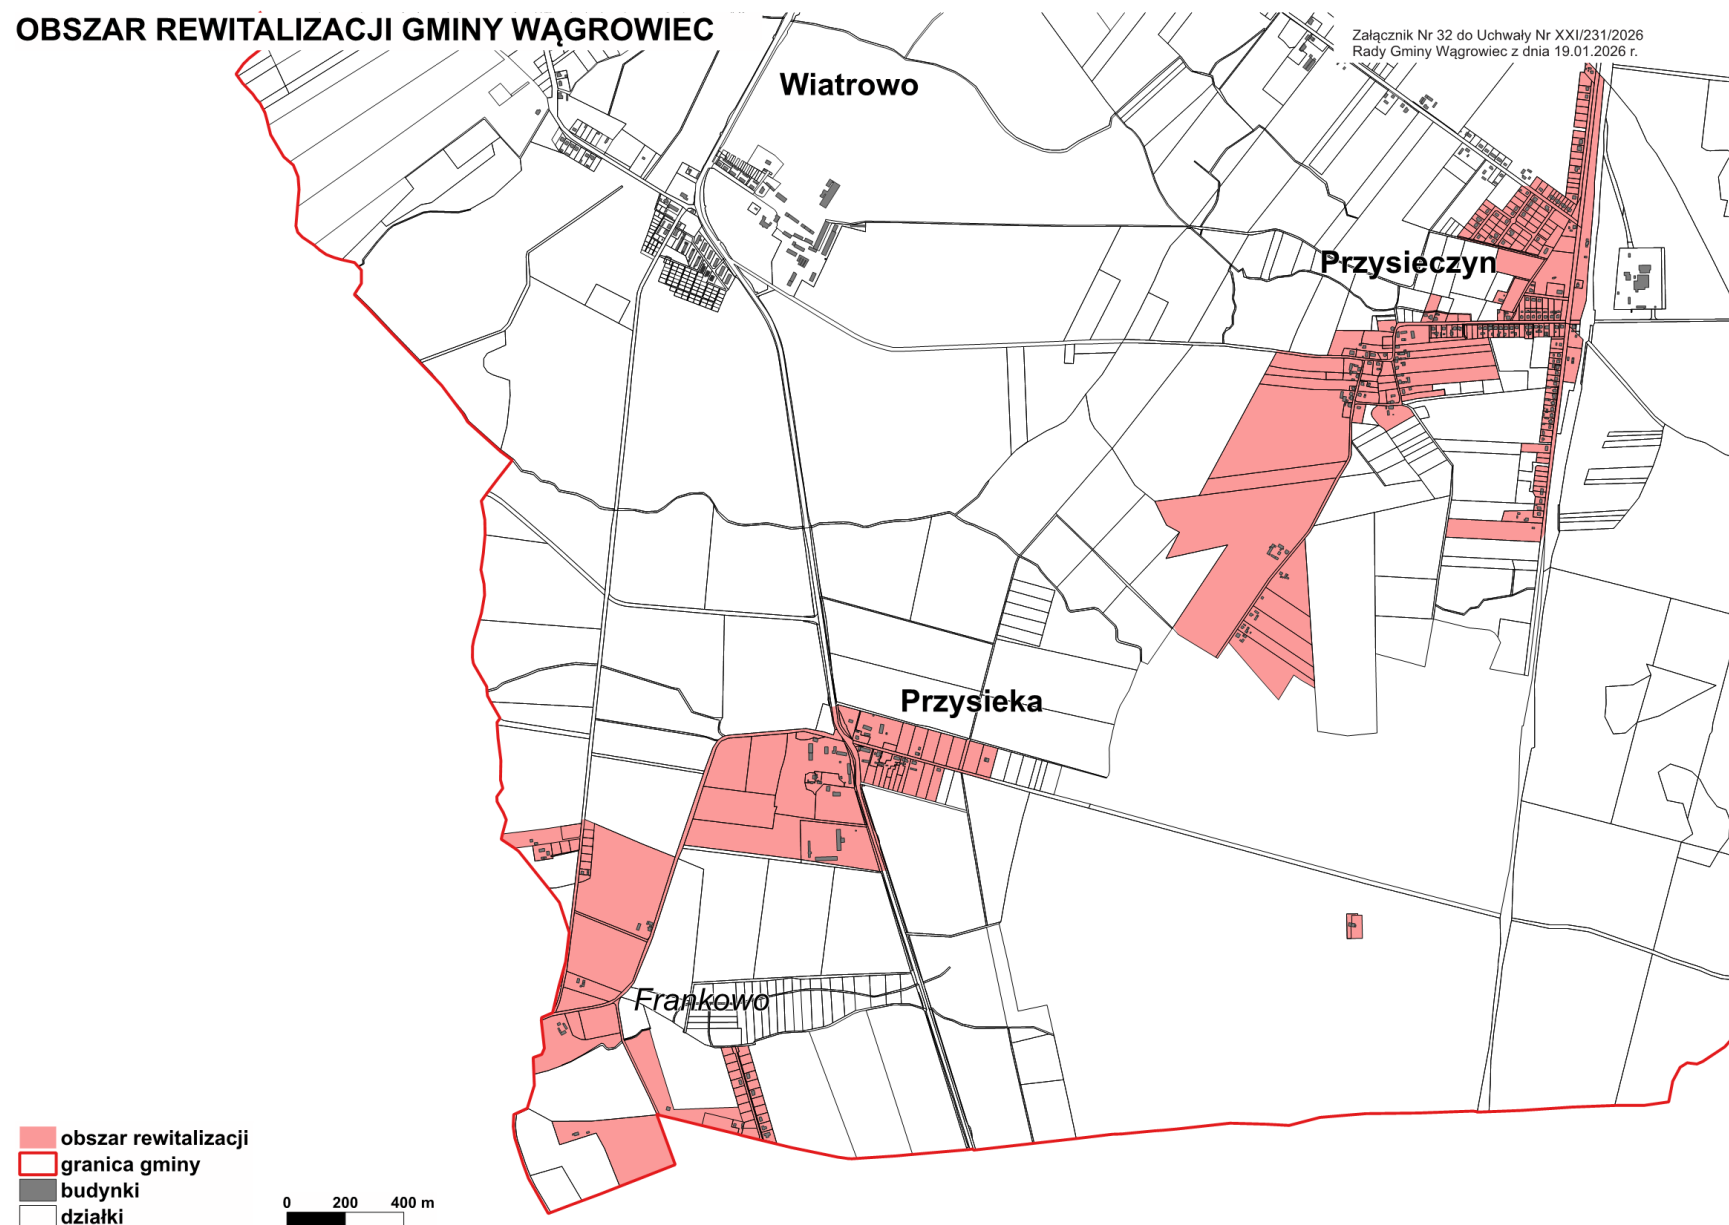 OBSZAR REWITALIZACJI GMINY WĄGROWIEC
Załącznik Nr 32 do Uchwały Nr XXI/231/2026
Rady Gminy Wągrowiec z dnia 19.01.2026 r.
Wiatrowo
Przysieczyn
Przysieka
Frankowo
obszar rewitalizacji
granica gminy
budynki
działki
0 200 400 m